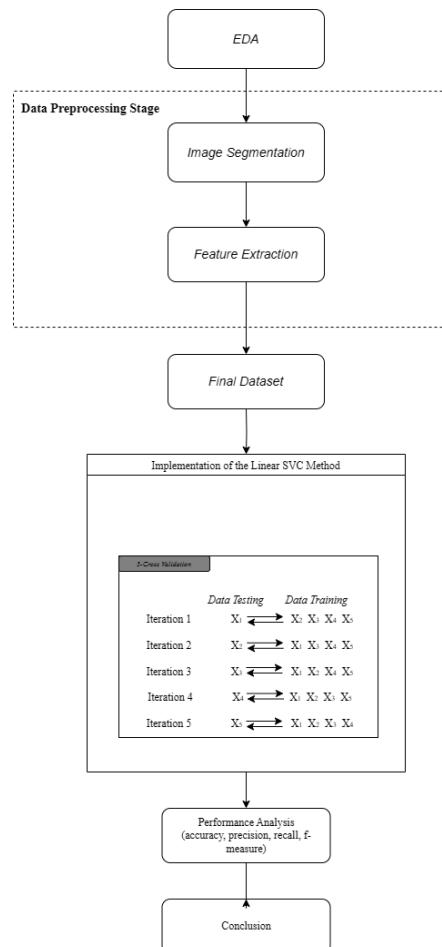 EDA
Data Preprocessing Stage
Image Segmentation
Feature Extraction
Final Dataset
Implementation of the Linear SVC Method
5-Cross Validation
Data Testing Data Training
Iteration 1 X₁ X₂ X₃ X₄ X₅
Iteration 2 X₂ X₁ X₃ X₄ X₅
Iteration 3 X₃ X₁ X₂ X₄ X₅
Iteration 4 X₄ X₁ X₂ X₃ X₅
Iteration 5 X₅ X₁ X₂ X₃ X₄
Performance Analysis
(accuracy, precision, recall, f-
measure)
Conclusion